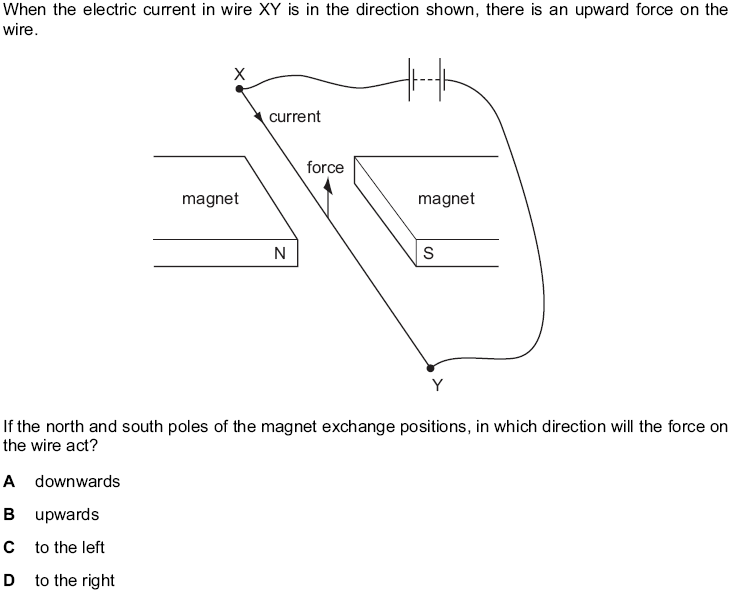 When the electric current in wire XY is in the direction shown, there is an upward force on the
wire.
X
current
force
magnet
magnet
N
S
Y
If the north and south poles of the magnet exchange positions, in which direction will the force on
the wire act?
A downwards
B upwards
C to the left
D to the right